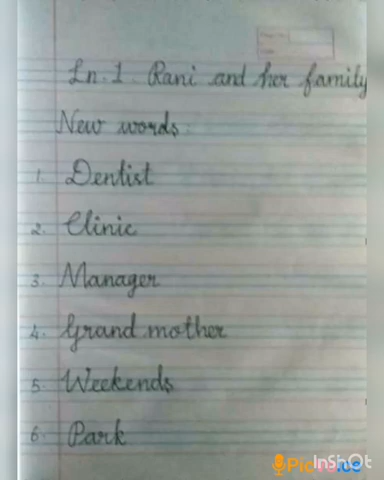 Ln. 1. Rani and her family
New words :
1. Dentist
2. Clinic
3. Manager
4. Grand mother
5. Weekends
6. Park
InShOt